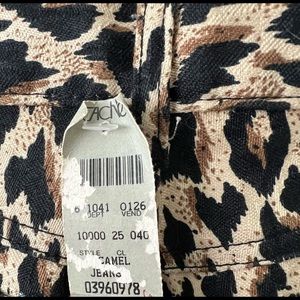 6 1041 0126
DEPT VEND
10000 25 040
STYLE CL
CAMEL
JEANS
03960978